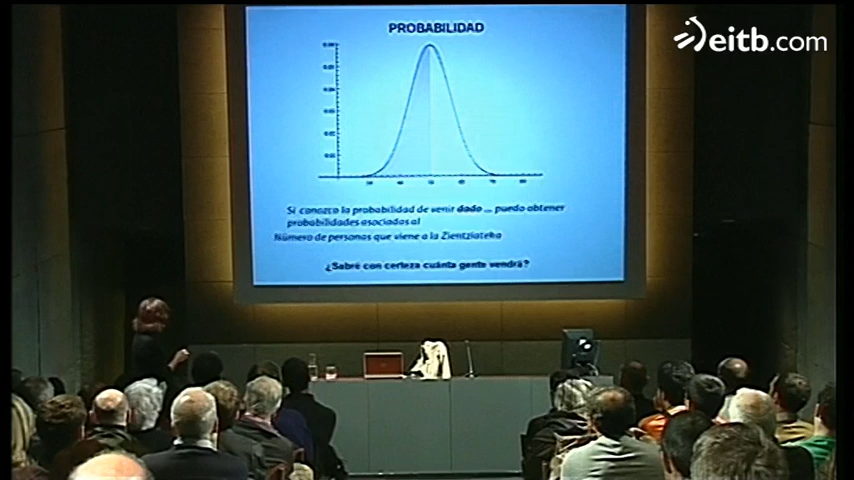 eitb.com
PROBABILIDAD
Si conozco la probabilidad de venir dado ... puedo obtener
probabilidades asociadas al
Número de personas que viene a la Zientziateka
¿Sabré con certeza cuánta gente vendrá?